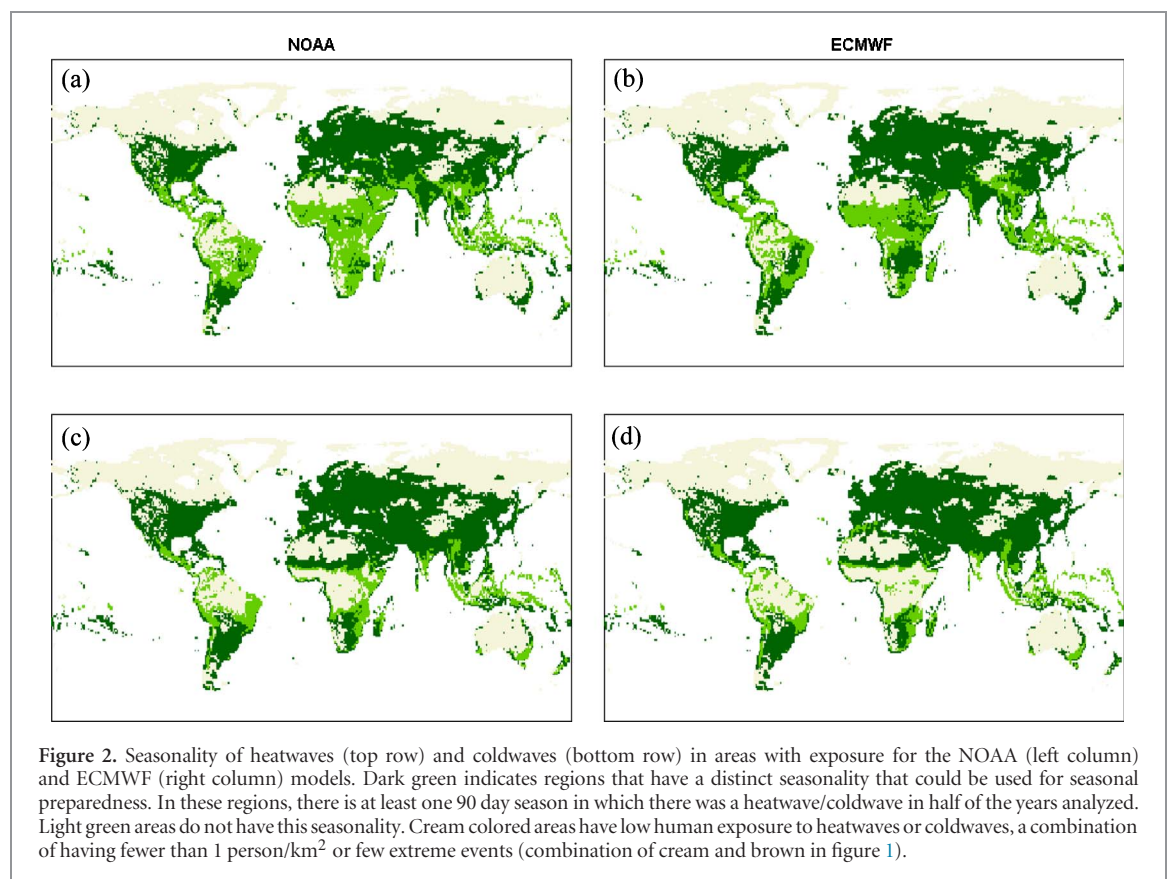 NOAA
ECMWF
(a)
(b)
(c)
(d)
Figure 2. Seasonality of heatwaves (top row) and coldwaves (bottom row) in areas with exposure for the NOAA (left column)
and ECMWF (right column) models. Dark green indicates regions that have a distinct seasonality that could be used for seasonal
preparedness. In these regions, there is at least one 90 day season in which there was a heatwave/coldwave in half of the years analyzed.
Light green areas do not have this seasonality. Cream colored areas have low human exposure to heatwaves or coldwaves, a combination
of having fewer than 1 person/km² or few extreme events (combination of cream and brown in figure 1).